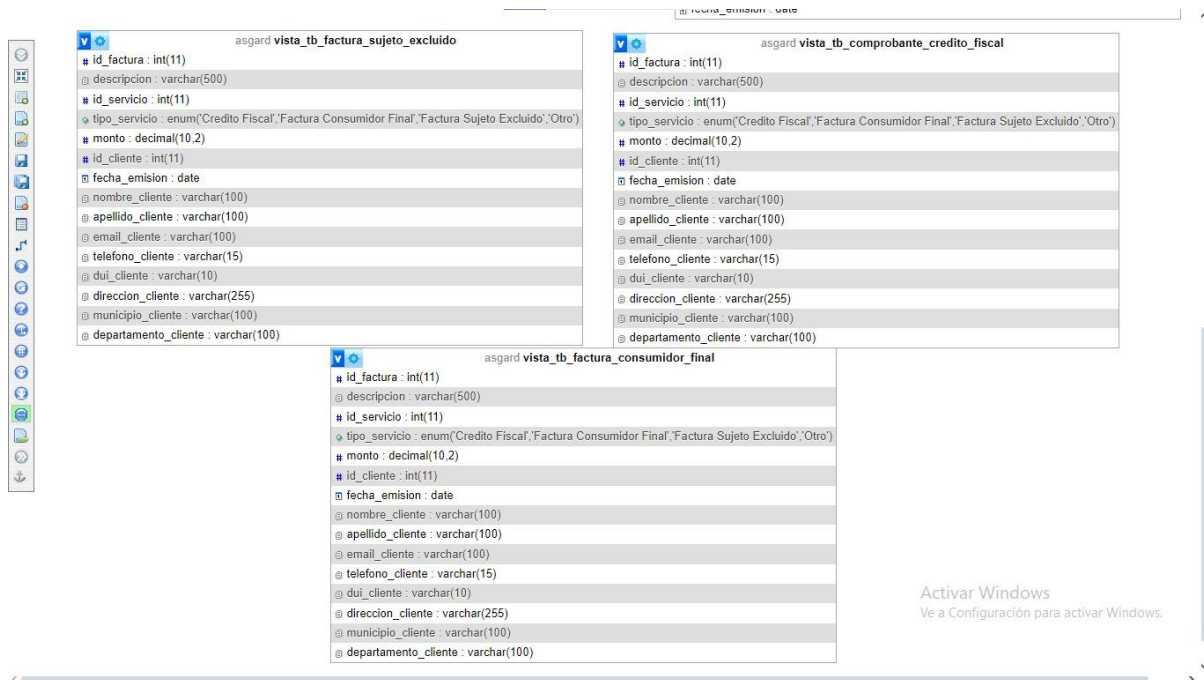 fecha_emision : date
asgard vista_tb_factura_sujeto_excluido
id_factura : int(11)
descripcion : varchar(500)
id_servicio : int(11)
tipo_servicio : enum('Credito Fiscal','Factura Consumidor Final','Factura Sujeto Excluido','Otro')
monto : decimal(10,2)
id_cliente : int(11)
fecha_emision : date
nombre_cliente : varchar(100)
apellido_cliente : varchar(100)
email_cliente : varchar(100)
telefono_cliente : varchar(15)
dui_cliente : varchar(10)
direccion_cliente : varchar(255)
municipio_cliente : varchar(100)
departamento_cliente : varchar(100)
asgard vista_tb_comprobante_credito_fiscal
id_factura : int(11)
descripcion : varchar(500)
id_servicio : int(11)
tipo_servicio : enum('Credito Fiscal','Factura Consumidor Final','Factura Sujeto Excluido','Otro')
monto : decimal(10,2)
id_cliente : int(11)
fecha_emision : date
nombre_cliente : varchar(100)
apellido_cliente : varchar(100)
email_cliente : varchar(100)
telefono_cliente : varchar(15)
dui_cliente : varchar(10)
direccion_cliente : varchar(255)
municipio_cliente : varchar(100)
departamento_cliente : varchar(100)
asgard vista_tb_factura_consumidor_final
id_factura : int(11)
descripcion : varchar(500)
id_servicio : int(11)
tipo_servicio : enum('Credito Fiscal','Factura Consumidor Final','Factura Sujeto Excluido','Otro')
monto : decimal(10,2)
id_cliente : int(11)
fecha_emision : date
nombre_cliente : varchar(100)
apellido_cliente : varchar(100)
email_cliente : varchar(100)
telefono_cliente : varchar(15)
dui_cliente : varchar(10)
direccion_cliente : varchar(255)
municipio_cliente : varchar(100)
departamento_cliente : varchar(100)
Activar Windows
Ve a Configuración para activar Windows.